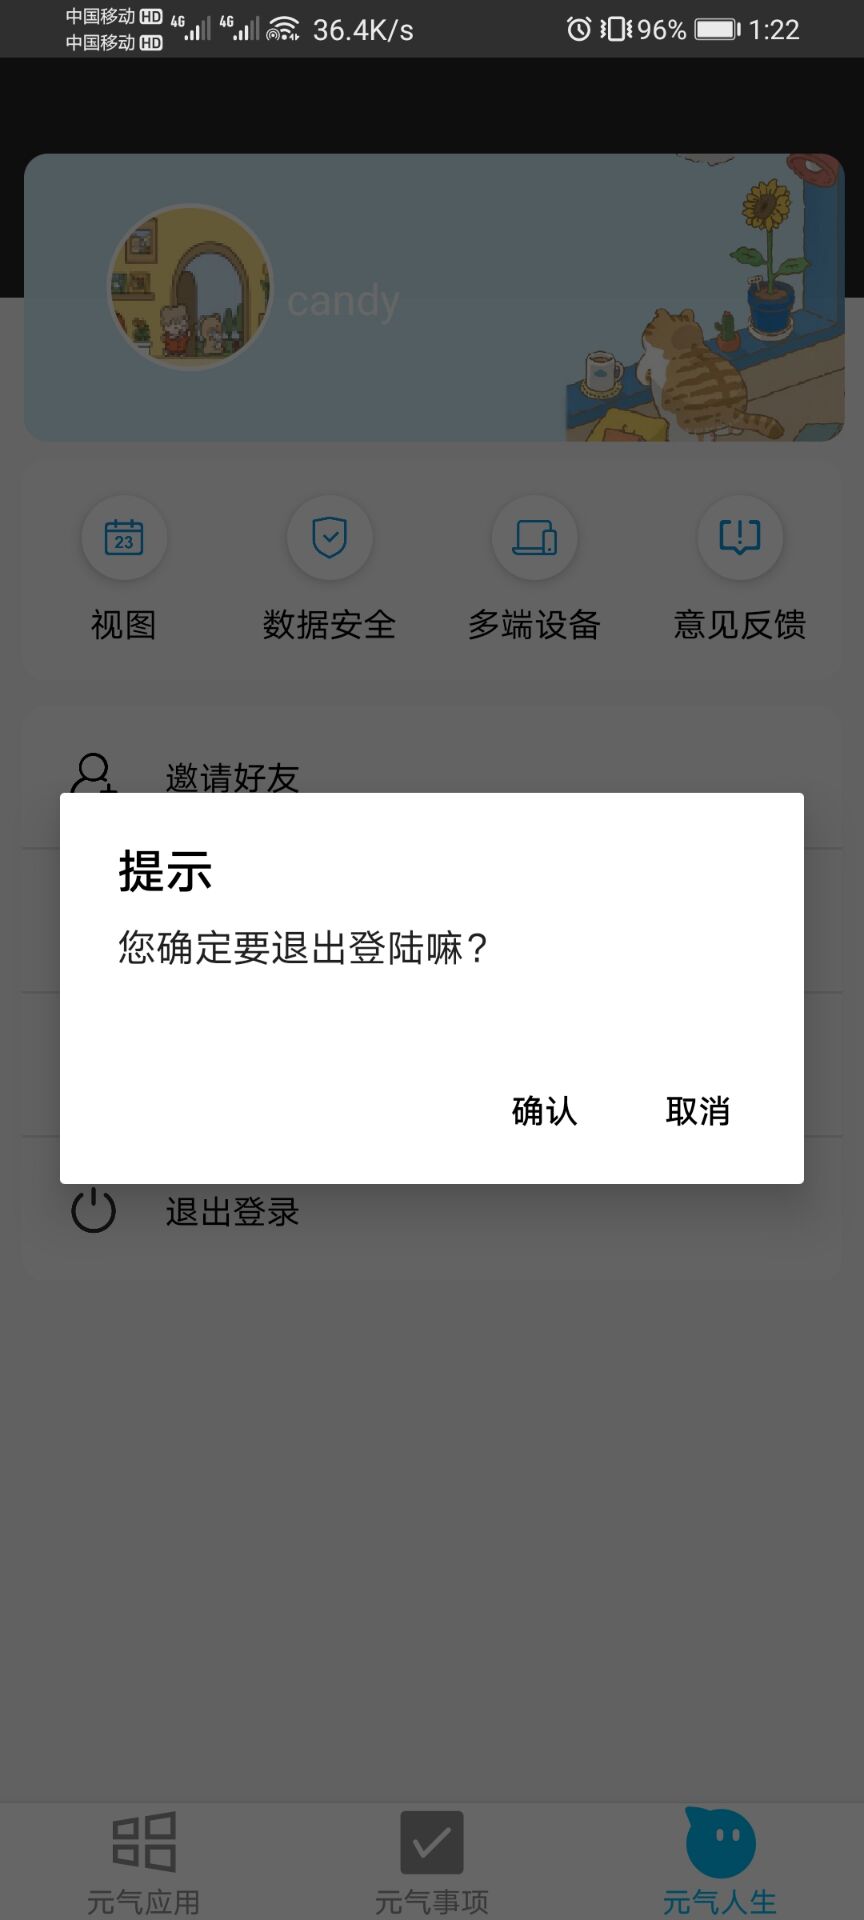 中国移动 HD 4G 4G 36.4K/s 96% 1:22
中国移动 HD
candy
23
视图 数据安全 多端设备 意见反馈
邀请好友
提示
您确定要退出登陆嘛？
确认 取消
退出登录
元气应用 元气事项 元气人生